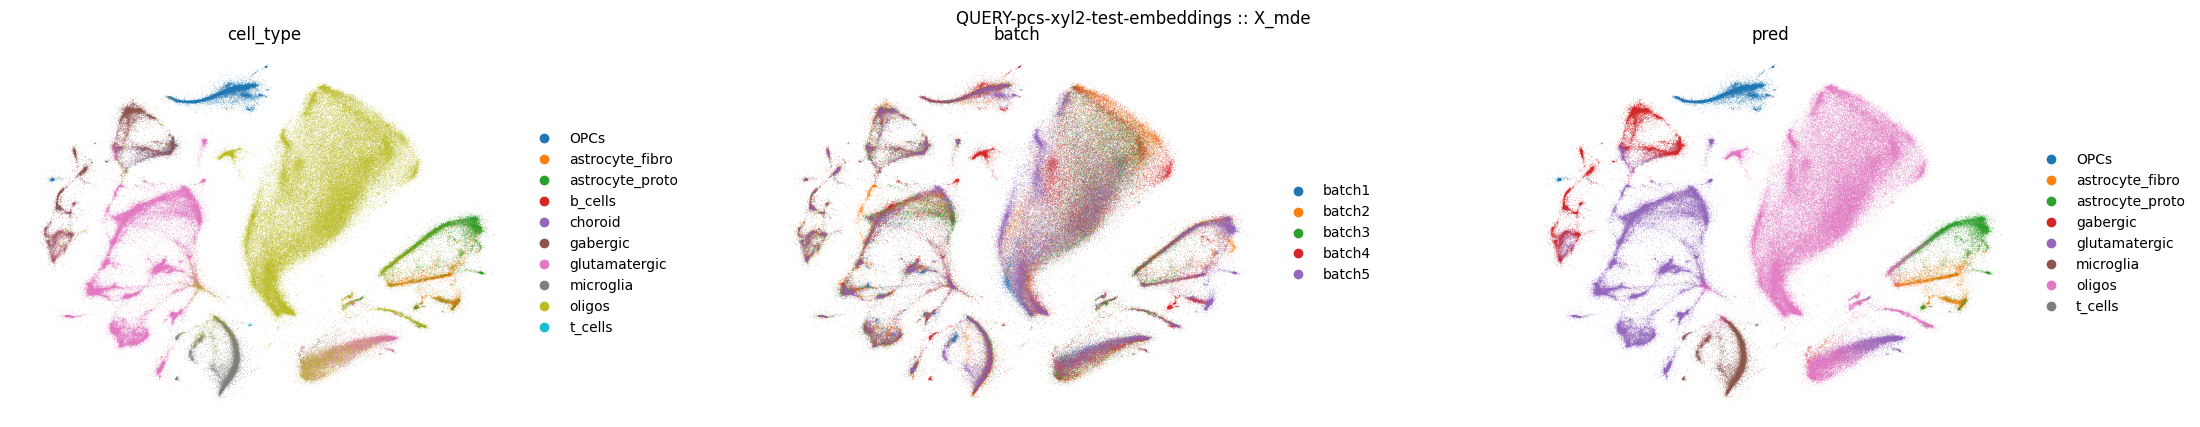 QUERY-pcs-xyl2-test-embeddings :: X_mde
cell_type
OPCs
astrocyte_fibro
astrocyte_proto
b_cells
choroid
gabergic
glutamatergic
microglia
oligos
t_cells
batch
batch1
batch2
batch3
batch4
batch5
pred
OPCs
astrocyte_fibro
astrocyte_proto
gabergic
glutamatergic
microglia
oligos
t_cells